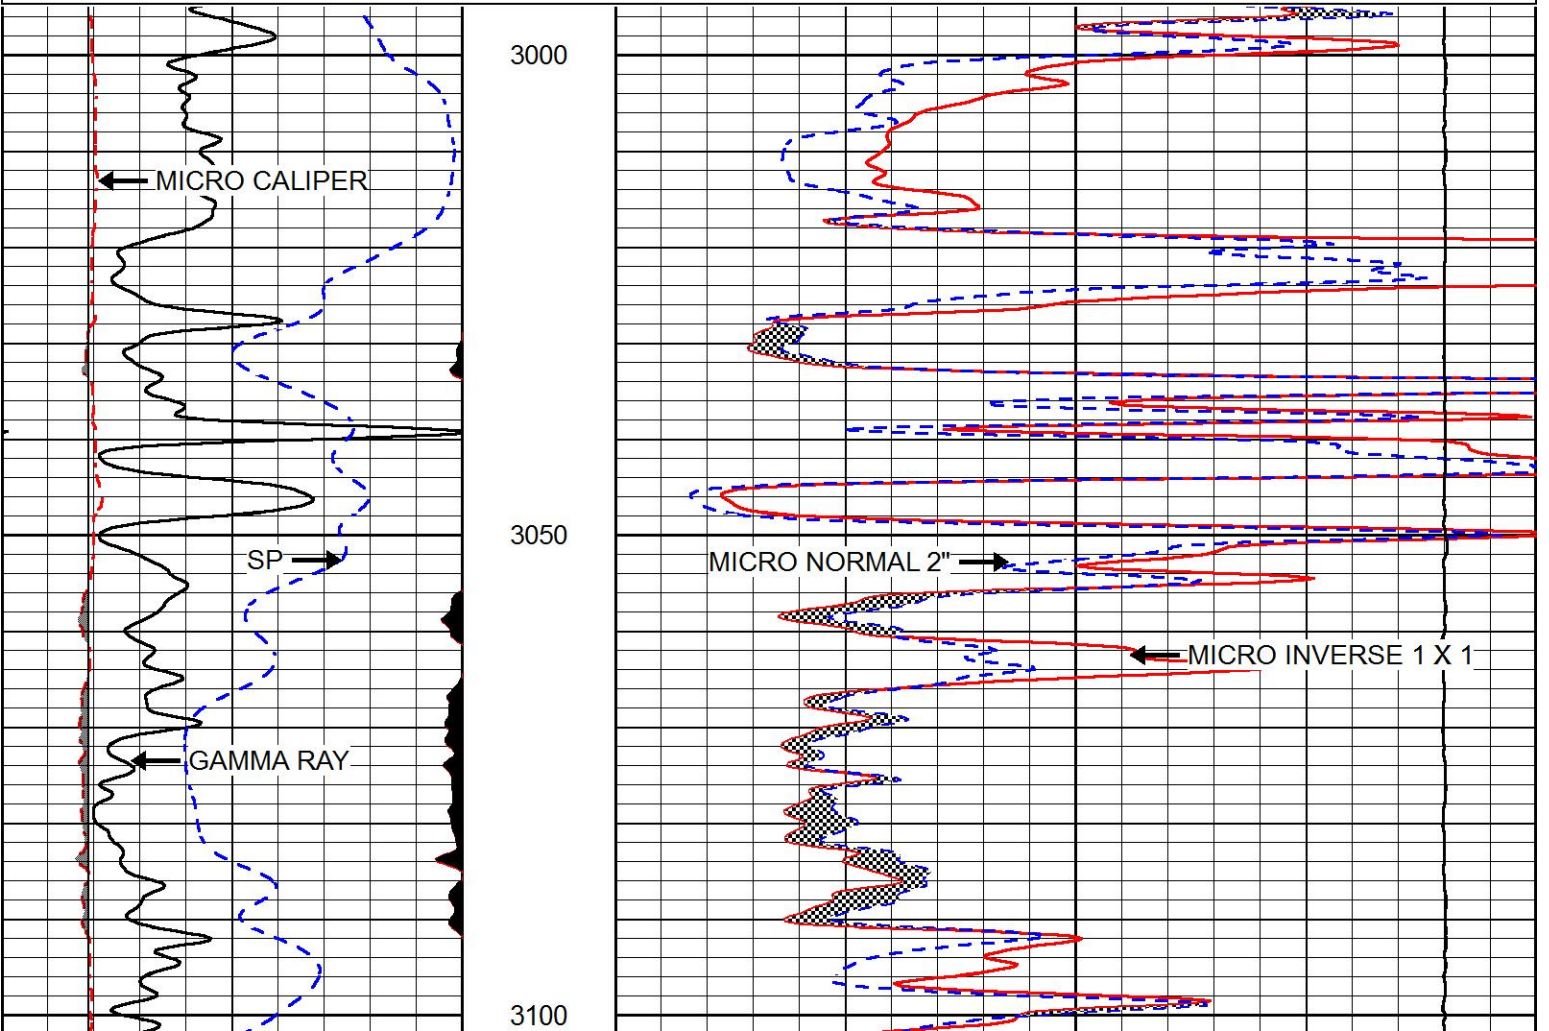 3000
MICRO CALIPER
3050
SP
MICRO NORMAL 2"
MICRO INVERSE 1 X 1
GAMMA RAY
3100